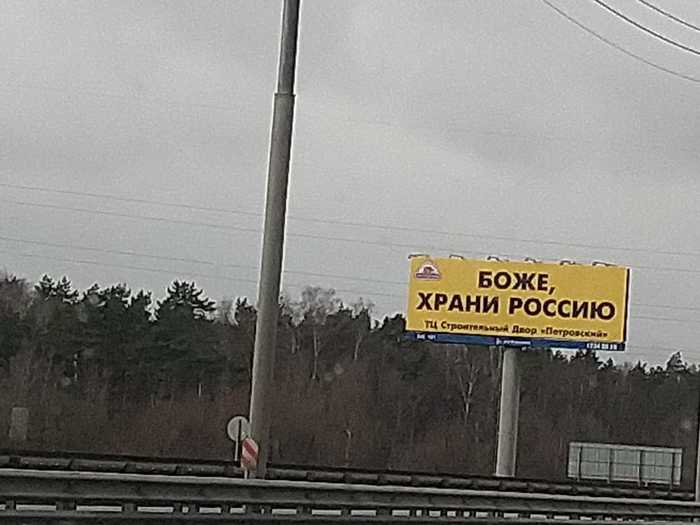 БОЖЕ,
ХРАНИ РОССИЮ
ТЦ Строительный Двор «Петровский»